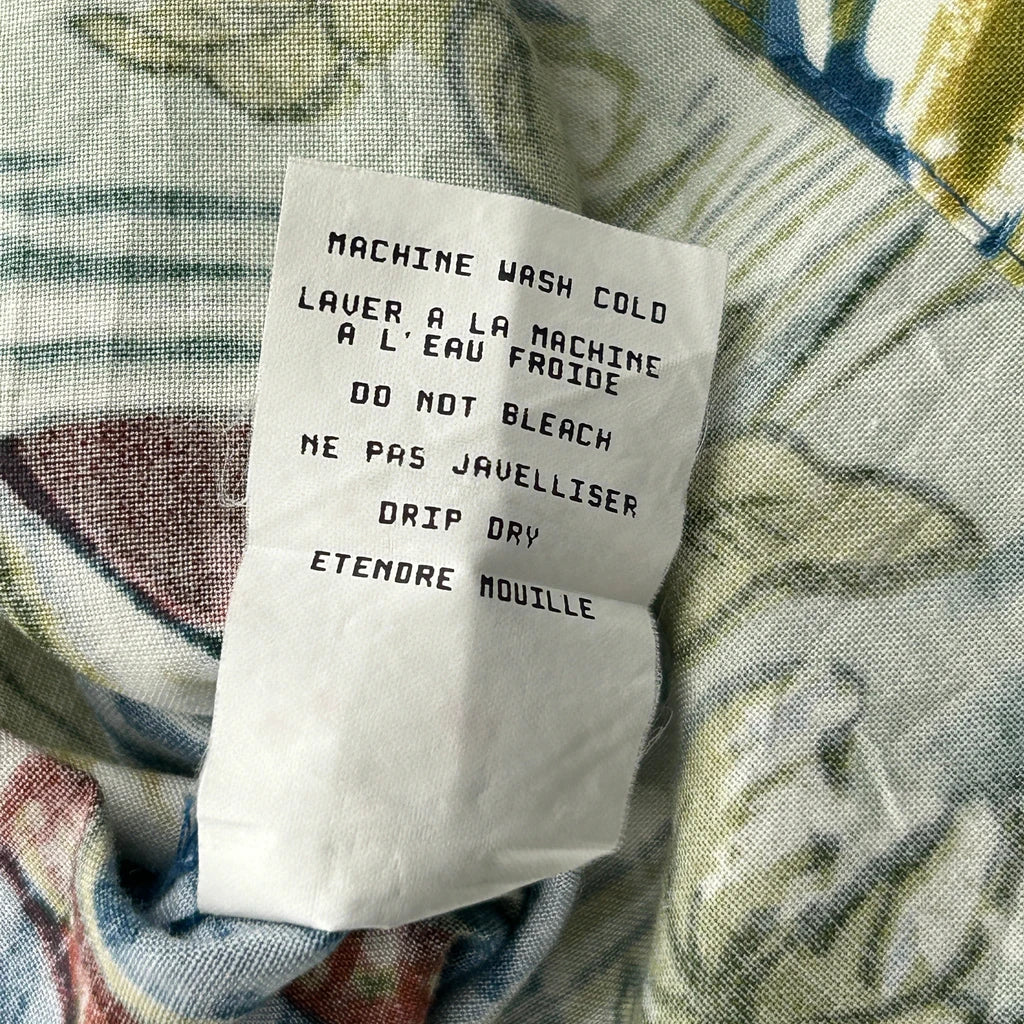 MACHINE WASH COLD
LAVER A LA MACHINE
A L'EAU FROIDE
DO NOT BLEACH
NE PAS JAVELLISER
DRIP DRY
ETENDRE MOUILLE